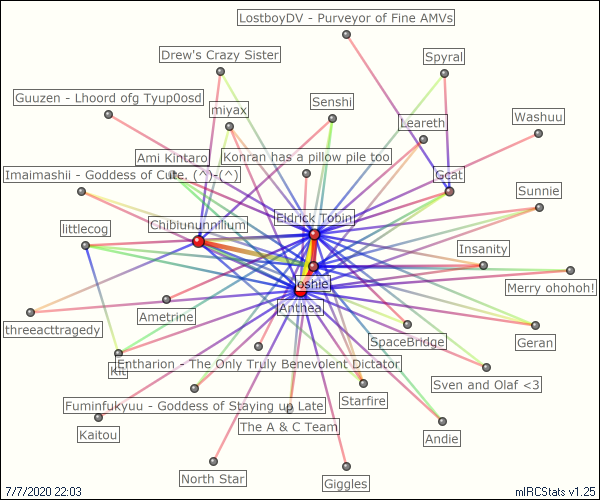 LostboyDV - Purveyor of Fine AMVs
Drew's Crazy Sister
Spyral
Guuzen - Lhoord ofg Tyup0osd
miyax
Senshi
Washuu
Leareth
Ami Kintaro
Konran has a pillow pile too
Imaimashii - Goddess of Cute. (^)-(^)
Gcat
Sunnie
Chibinunnilum
Eldrick Tobin
littlecog
Insanity
oshie
Merry ohohoh!
Anthea
Ametrine
threeacttragedy
SpaceBridge
Geran
Entharion - The Only Truly Benevolent Dictator
Kit
Sven and Olaf <3
Starfire
Fuminfukyuu - Goddess of Staying up Late
The A & C Team
Kaitou
Andie
North Star
Giggles
7/7/2020 22:03
mIRCStats v1.25